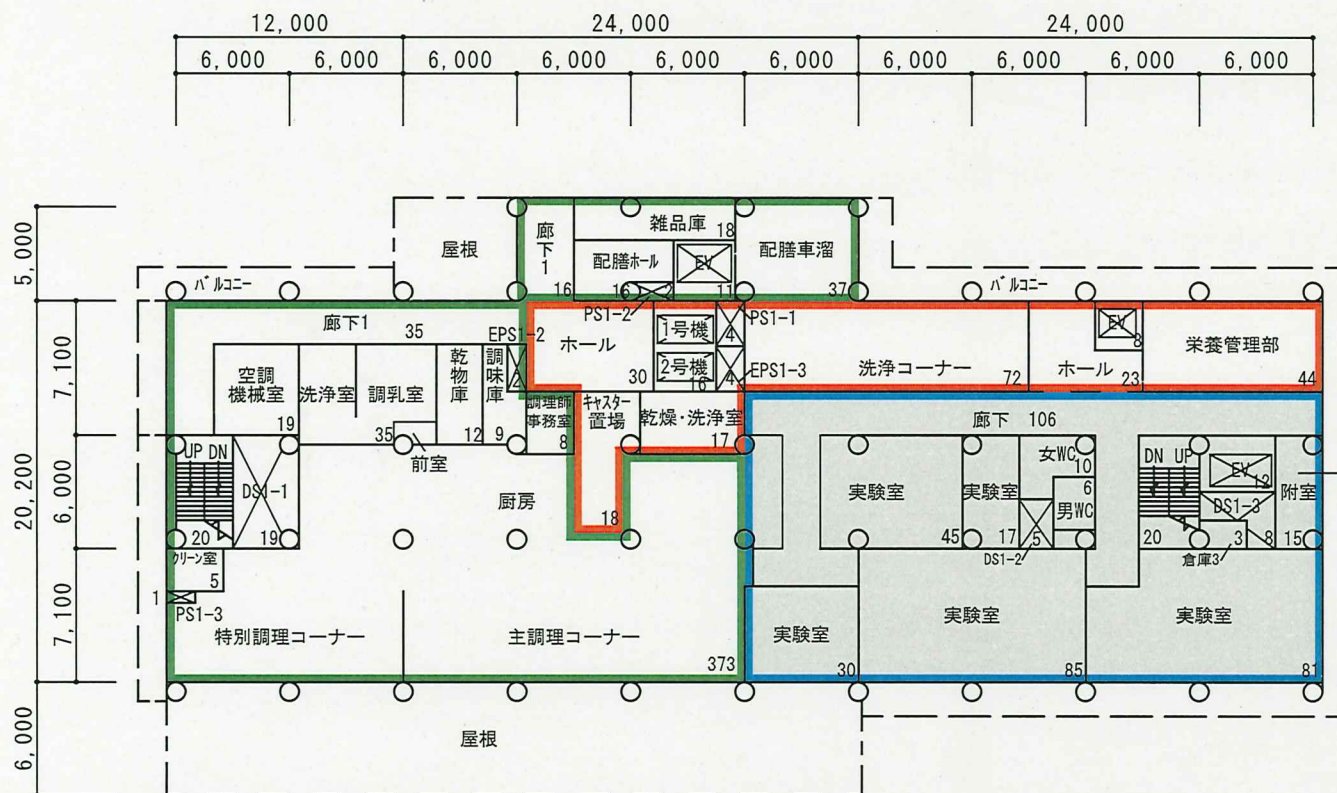 12,000
24,000
24,000
6,000
6,000
6,000
6,000
6,000
6,000
6,000
6,000
6,000
6,000
5,000
7,100
20,200
6,000
7,100
6,000
屋根
廊下1
16
雑品庫
18
配膳ホール
16
2
EV
11
配膳車溜
37
バルコニー
バルコニー
PS1-2
PS1-1
廊下1
35
EPS1-2
2
ホール
30
1号機
2号機
16
4
4
EPS1-3
洗浄コーナー
72
ホール
23
EV
8
栄養管理部
44
空調
機械室
19
洗浄室
調乳室
35
前室
乾物庫
12
調味庫
9
調理師
事務室
8
キャスター
置場
18
乾燥・洗浄室
17
廊下 106
UP DN
20
DS1-1
19
厨房
実験室
45
実験室
17
女WC
10
6
男WC
DS1-2
5
DN UP
20
EV
12
DS1-3
8
倉庫3
3
附室
15
クリーン室
5
1
PS1-3
特別調理コーナー
主調理コーナー
373
実験室
30
実験室
85
実験室
81
屋根